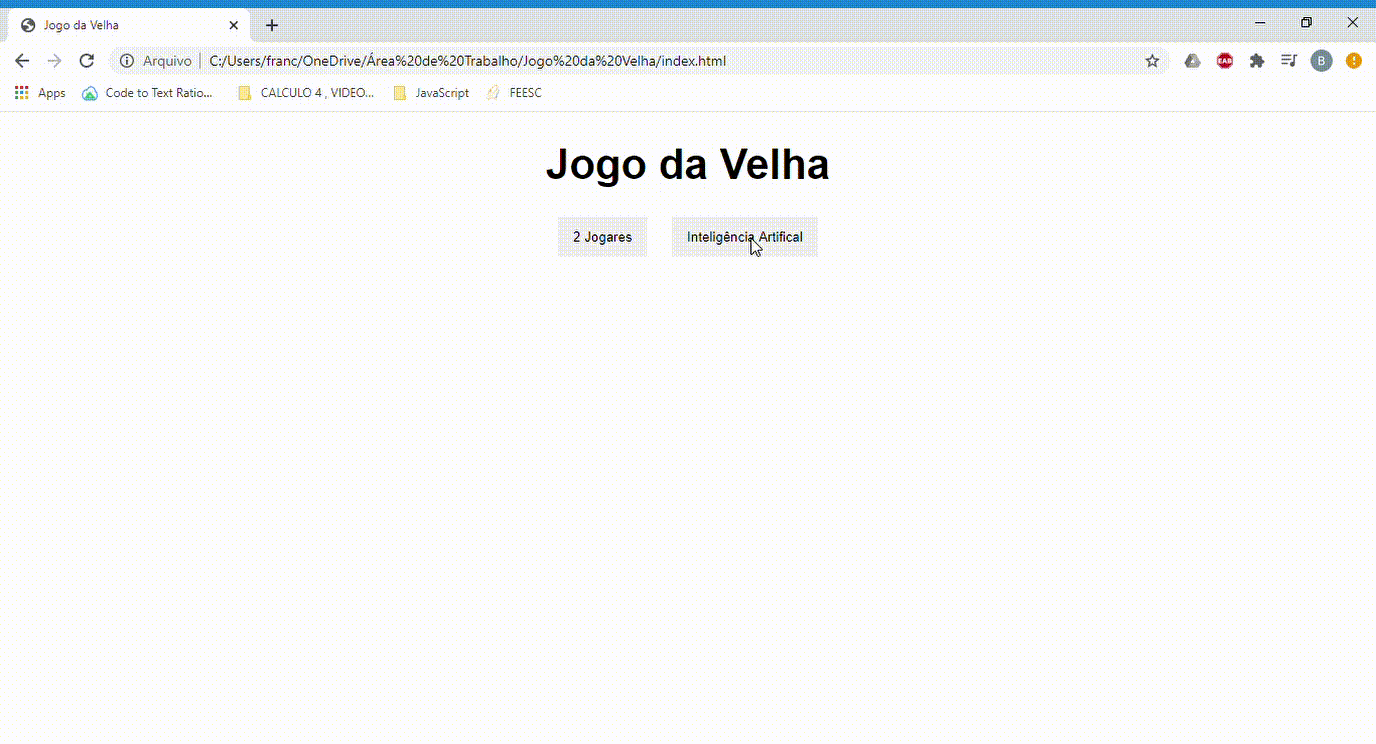 Jogo da Velha
Arquivo | C:/Users/franc/OneDrive/Área%20de%20Trabalho/Jogo%20da%20Velha/index.html
EAB
B
Apps
Code to Text Ratio...
CALCULO 4 , VIDEO...
JavaScript
FEESC
Jogo da Velha
2 Jogares
Inteligência Artifical